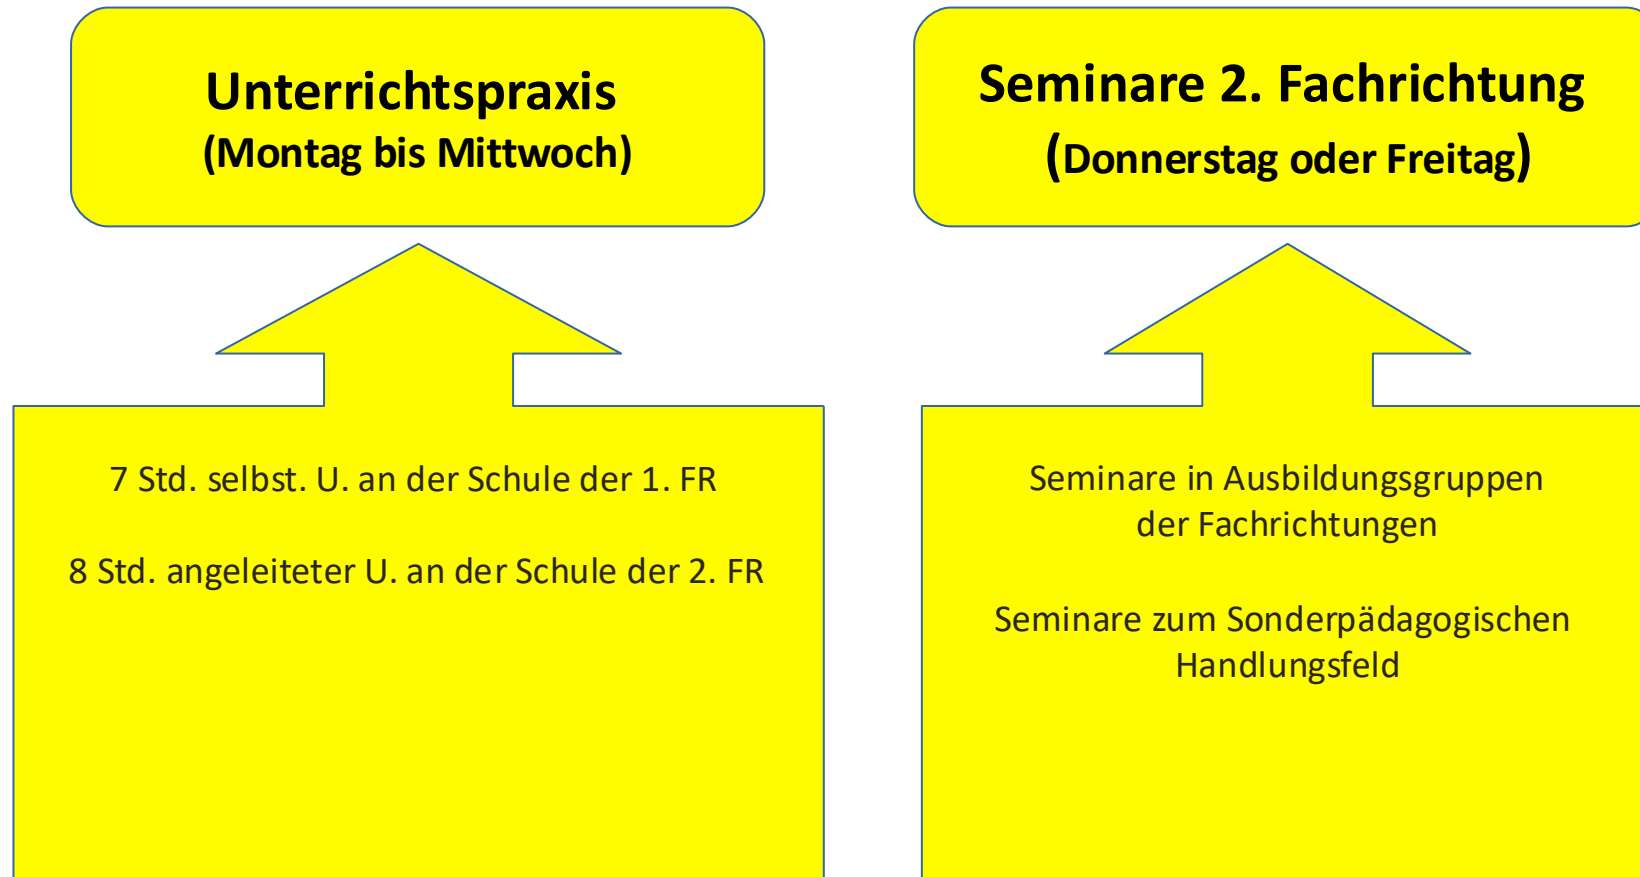 Unterrichtspraxis
(Montag bis Mittwoch)
7 Std. selbst. U. an der Schule der 1. FR
8 Std. angeleiteter U. an der Schule der 2. FR
Seminare 2. Fachrichtung
(Donnerstag oder Freitag)
Seminare in Ausbildungsgruppen
der Fachrichtungen
Seminare zum Sonderpädagogischen
Handlungsfeld